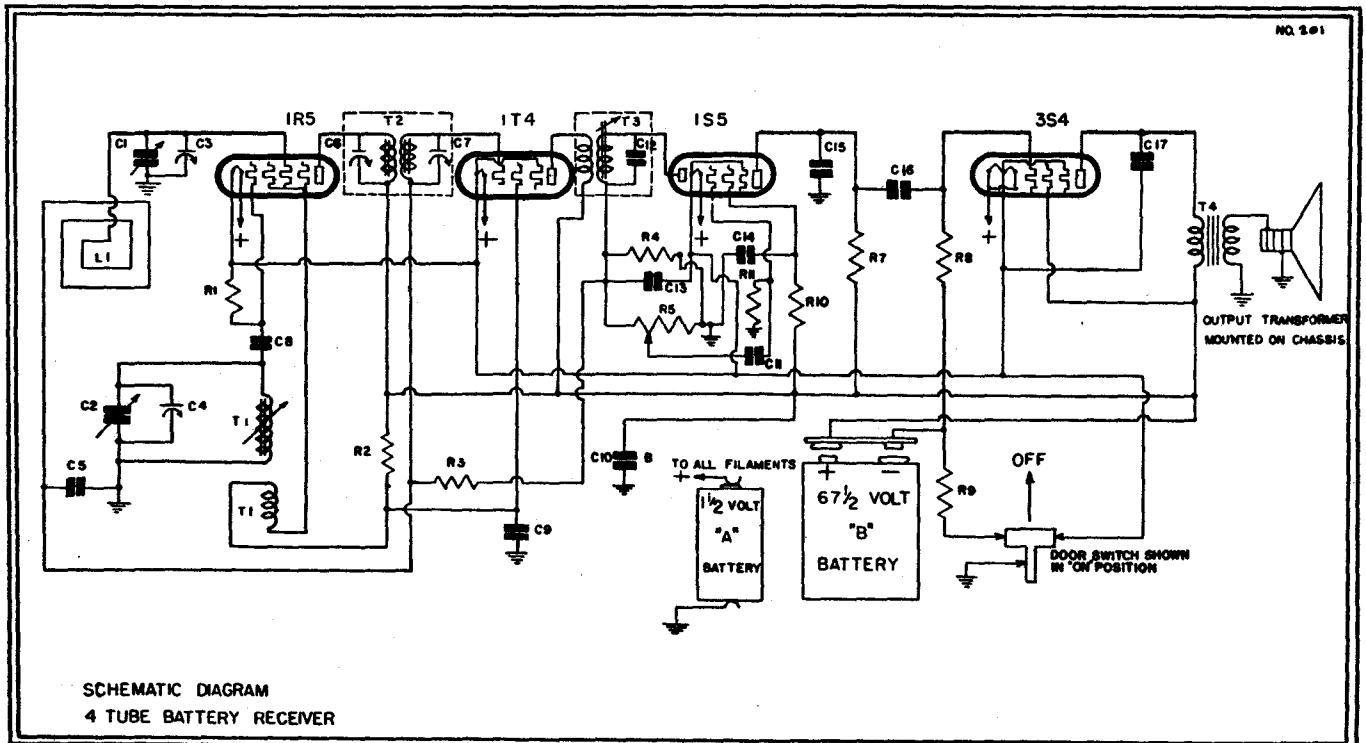 NO. 201
1R5
T2
1T4
T3
1S5
3S4
C1
C3
C6
C7
C12
C15
C16
C17
T4
L1
+
+
+
+
R1
R4
C14
R11
R7
R8
C13
R10
R5
C8
C11
OUTPUT TRANSFORMER
MOUNTED ON CHASSIS
C2
C4
T1
R2
R3
C5
T1
C9
C10
B
TO ALL FILAMENTS
+
1½ VOLT
"A"
BATTERY
+ −
67½ VOLT
"B"
BATTERY
R9
OFF
DOOR SWITCH SHOWN
IN "ON" POSITION
SCHEMATIC DIAGRAM
4 TUBE BATTERY RECEIVER